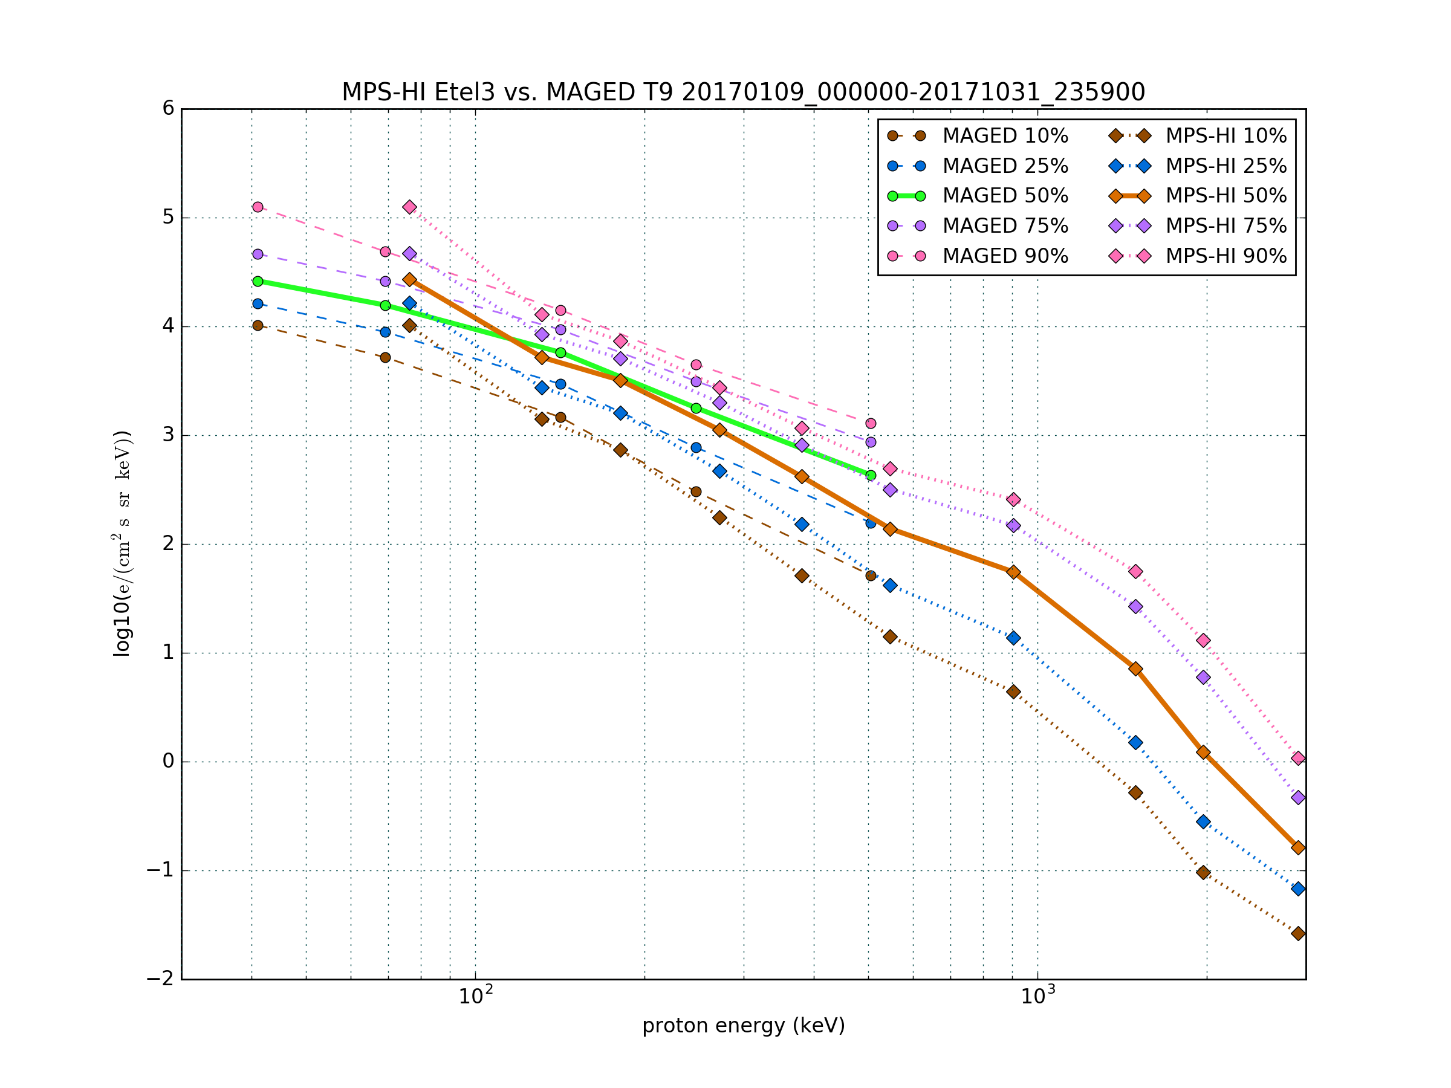 MPS-HI Etel3 vs. MAGED T9 20170109_000000-20171031_235900
6
5
4
3
2
1
0
−1
−2
log10(e/(cm² s sr keV))
MAGED 10%
MAGED 25%
MAGED 50%
MAGED 75%
MAGED 90%
MPS-HI 10%
MPS-HI 25%
MPS-HI 50%
MPS-HI 75%
MPS-HI 90%
10²
10³
proton energy (keV)